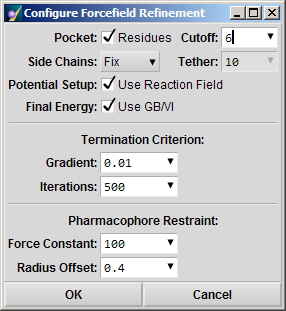 Configure Forcefield Refinement
Pocket: Residues Cutoff: 6
Side Chains: Fix Tether: 10
Potential Setup: Use Reaction Field
Final Energy: Use GB/VI
Termination Criterion:
Gradient: 0.01
Iterations: 500
Pharmacophore Restraint:
Force Constant: 100
Radius Offset: 0.4
OK Cancel